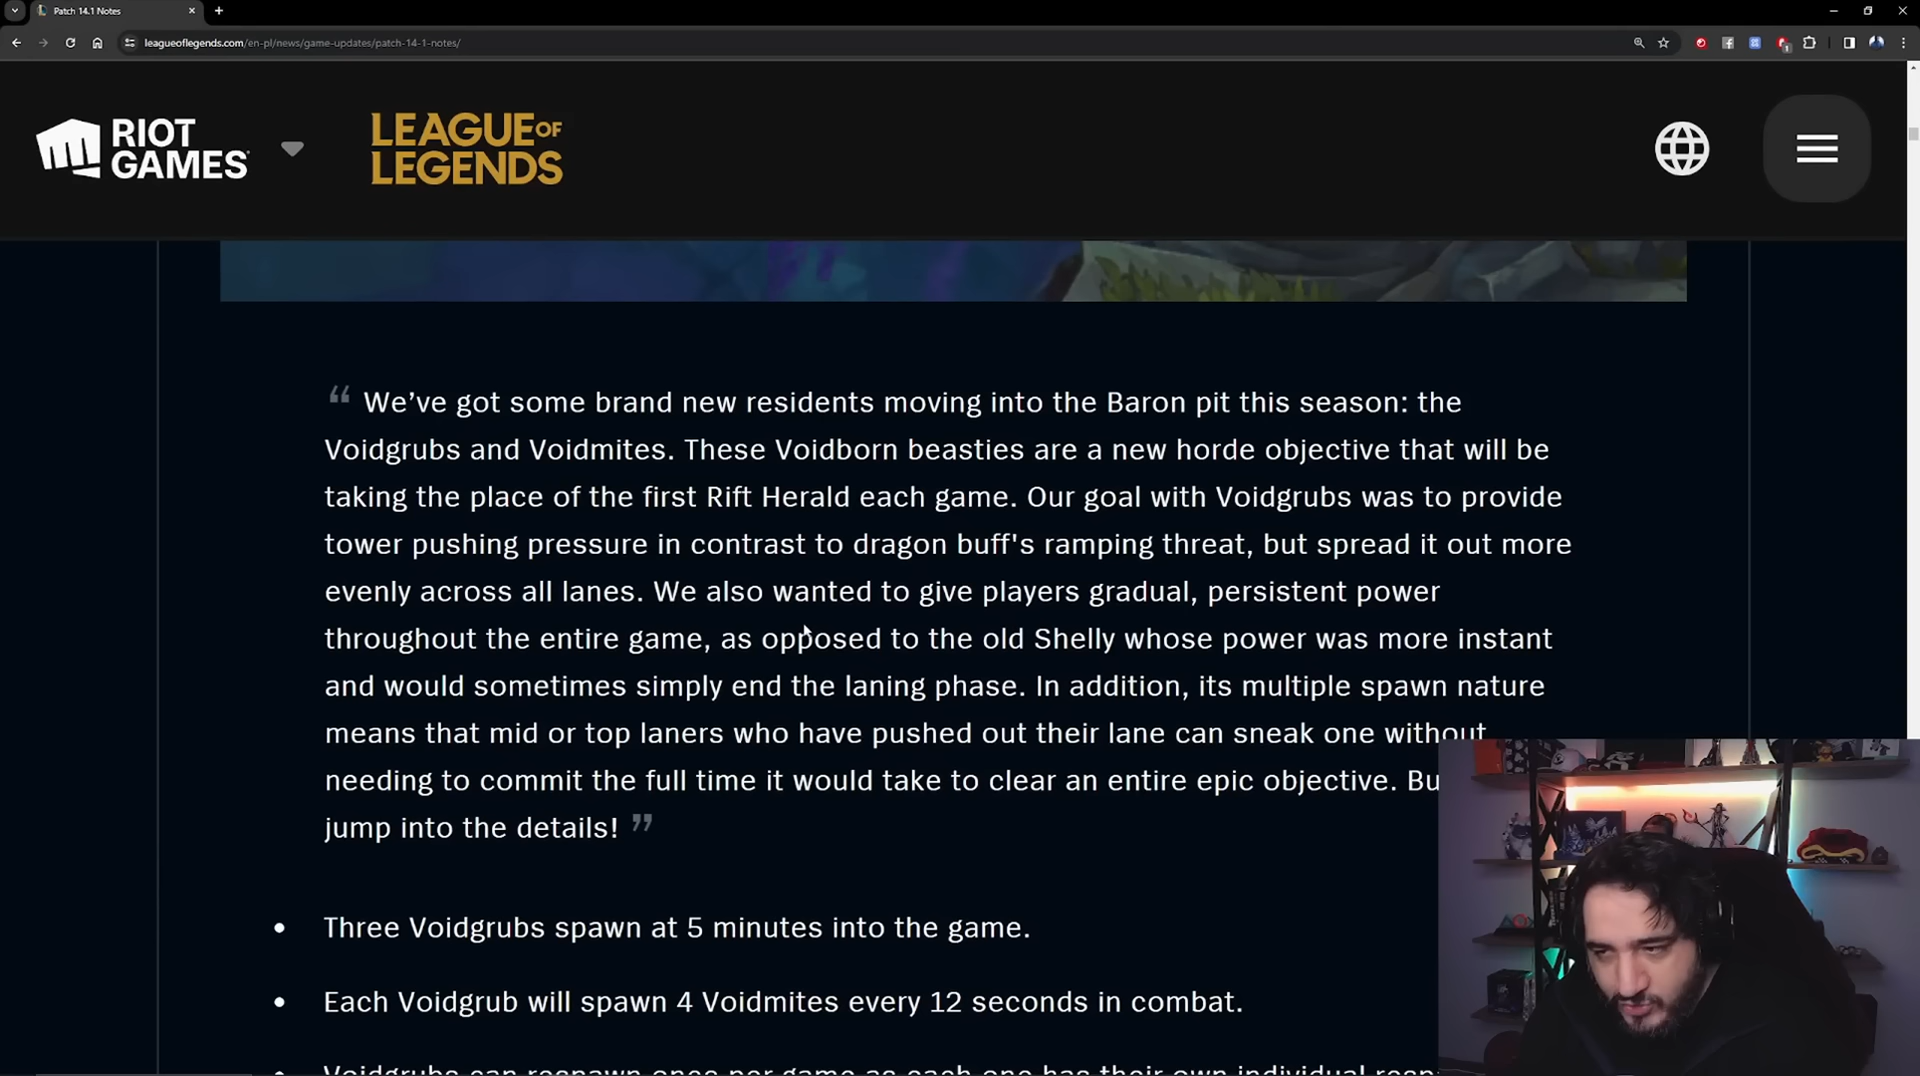 Patch 14.1 Notes
leagueoflegends.com/en-pl/news/game-updates/patch-14-1-notes/
RIOT GAMES
LEAGUE OF LEGENDS
“ We’ve got some brand new residents moving into the Baron pit this season: the
Voidgrubs and Voidmites. These Voidborn beasties are a new horde objective that will be
taking the place of the first Rift Herald each game. Our goal with Voidgrubs was to provide
tower pushing pressure in contrast to dragon buff's ramping threat, but spread it out more
evenly across all lanes. We also wanted to give players gradual, persistent power
throughout the entire game, as opposed to the old Shelly whose power was more instant
and would sometimes simply end the laning phase. In addition, its multiple spawn nature
means that mid or top laners who have pushed out their lane can sneak one without
needing to commit the full time it would take to clear an entire epic objective. Bu
jump into the details! ”
• Three Voidgrubs spawn at 5 minutes into the game.
• Each Voidgrub will spawn 4 Voidmites every 12 seconds in combat.
Voidgrubs can respawn once per game as each one has their own individual resp